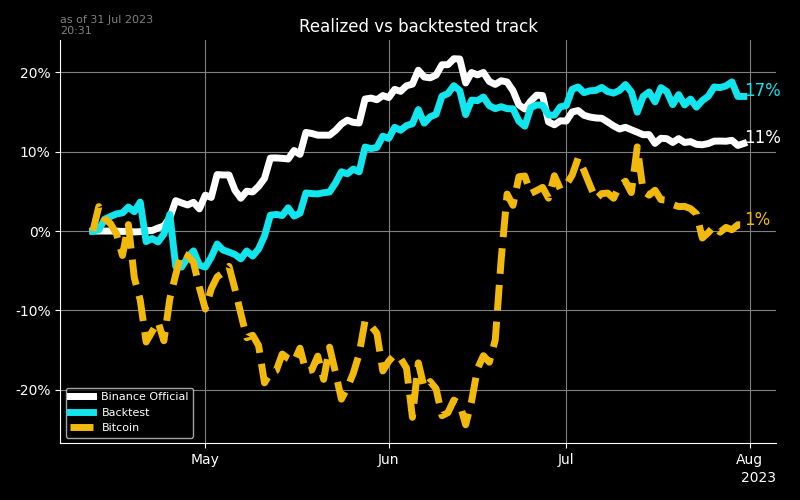 as of 31 Jul 2023
20:31
Realized vs backtested track
20%
10%
0%
-10%
-20%
17%
11%
1%
Binance Official
Backtest
Bitcoin
May
Jun
Jul
Aug
2023